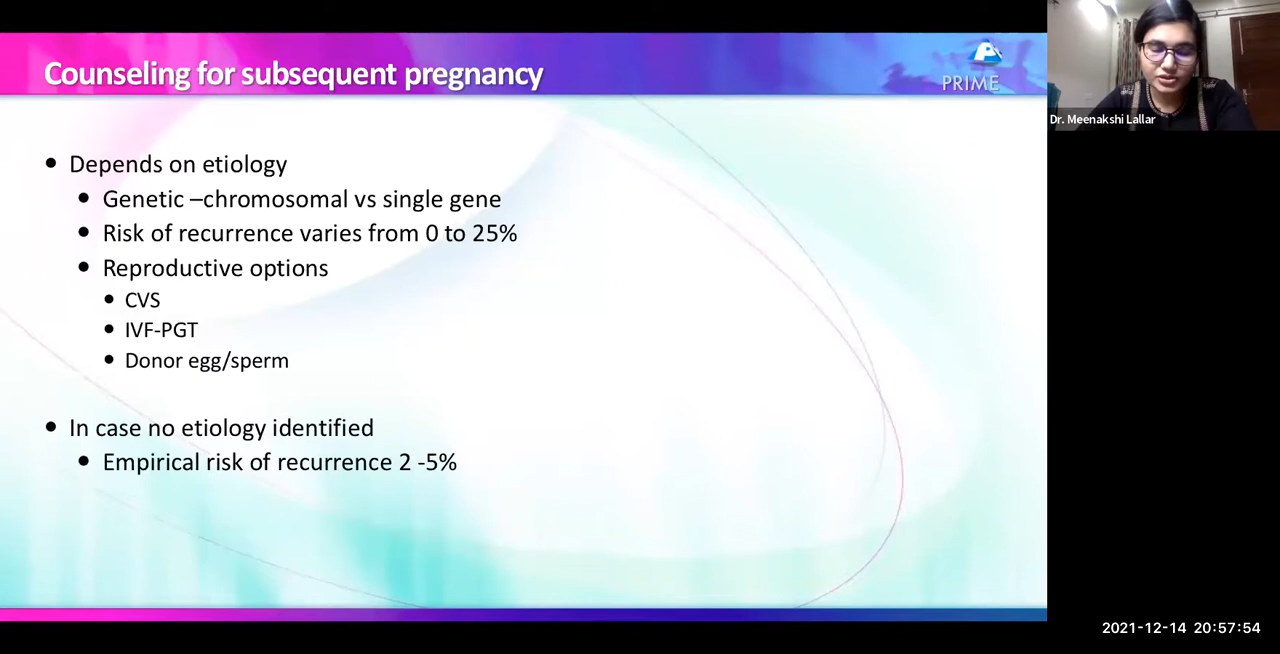 Counseling for subsequent pregnancy
PRIME
Dr. Meenakshi Lallar
• Depends on etiology
• Genetic –chromosomal vs single gene
• Risk of recurrence varies from 0 to 25%
• Reproductive options
• CVS
• IVF-PGT
• Donor egg/sperm
• In case no etiology identified
• Empirical risk of recurrence 2 -5%
2021-12-14 20:57:54